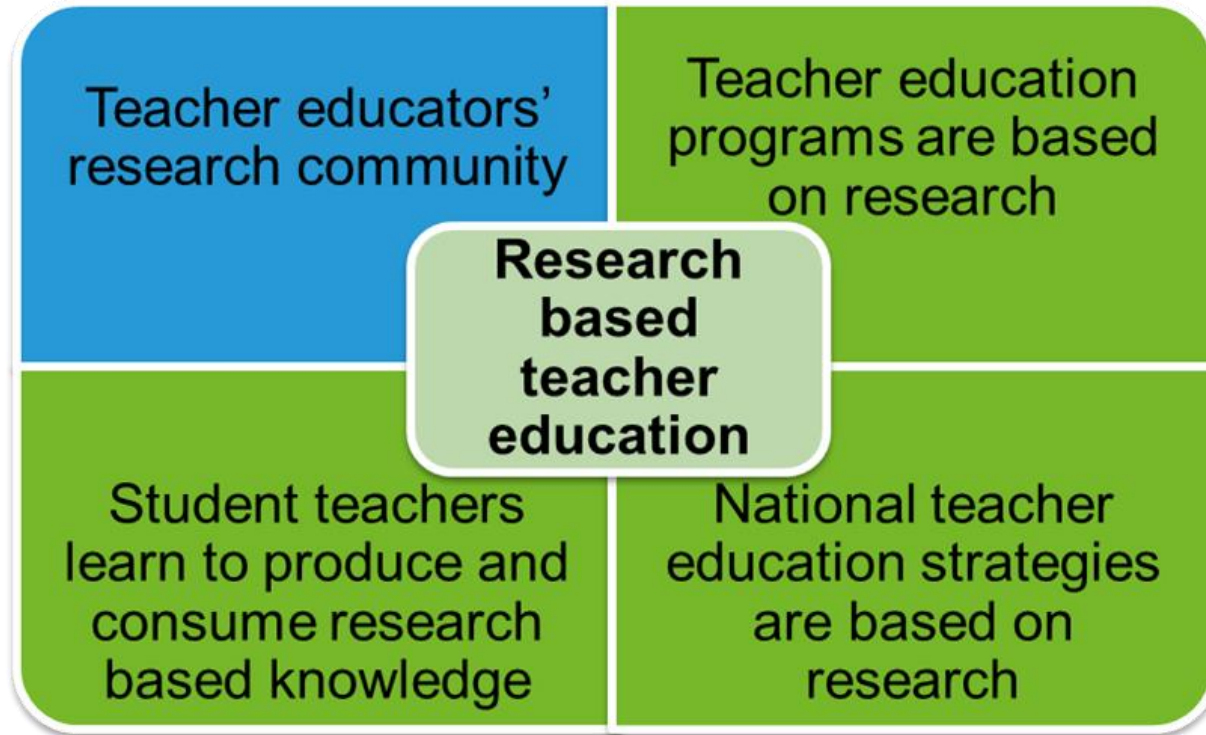 Teacher educators’
research community
Teacher education
programs are based
on research
Research
based
teacher
education
Student teachers
learn to produce and
consume research
based knowledge
National teacher
education strategies
are based on
research